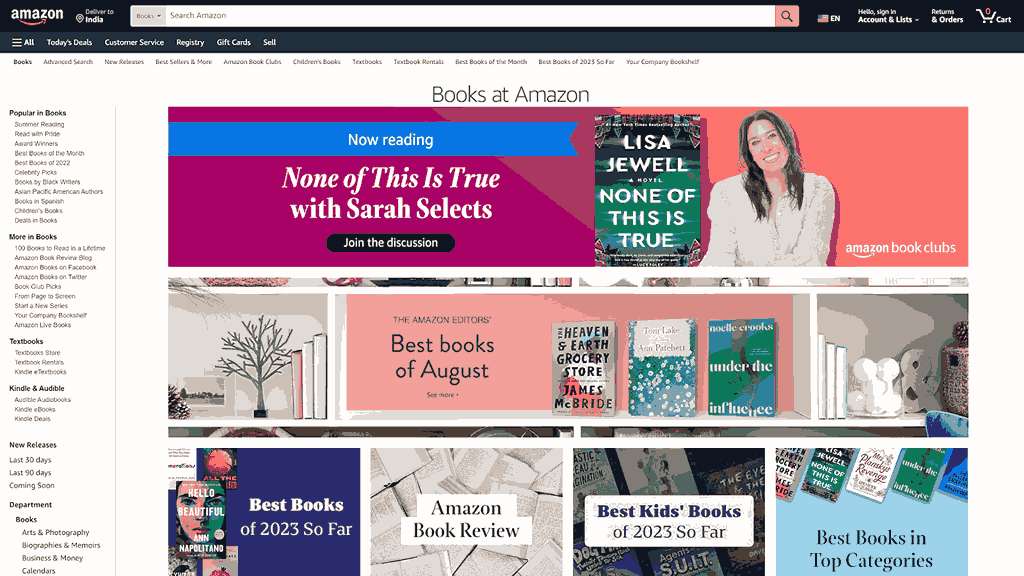 amazon
Deliver to
India
Books
Search Amazon
EN
Hello, sign in
Account & Lists
Returns
& Orders
0
Cart
All
Today's Deals
Customer Service
Registry
Gift Cards
Sell
Books
Advanced Search
New Releases
Best Sellers & More
Amazon Book Clubs
Children's Books
Textbooks
Textbook Rentals
Best Books of the Month
Best Books of 2023 So Far
Your Company Bookshelf
Books at Amazon
Popular in Books
Summer Reading
Read with Pride
Award Winners
Best Books of the Month
Best Books of 2022
Celebrity Picks
Books by Black Writers
Asian Pacific American Authors
Books in Spanish
Children's Books
Deals in Books
More in Books
100 Books to Read in a Lifetime
Amazon Book Review Blog
Amazon Books on Facebook
Amazon Books on Twitter
Book Club Picks
From Page to Screen
Start a New Series
Your Company Bookshelf
Amazon Live Books
Textbooks
Textbooks Store
Textbook Rentals
Kindle eTextbooks
Kindle & Audible
Audible Audiobooks
Kindle eBooks
Kindle Deals
New Releases
Last 30 days
Last 90 days
Coming Soon
Department
Books
Arts & Photography
Biographies & Memoirs
Business & Money
Calendars
Now reading
None of This Is True
with Sarah Selects
Join the discussion
#1 New York Times Bestselling Author
LISA
JEWELL
A NOVEL
NONE OF
THIS IS
TRUE
amazon book clubs
THE AMAZON EDITORS'
Best books
of August
See more ›
THE HEAVEN
& EARTH
GROCERY
STORE
JAMES
McBRIDE
Tom Lake
Ann Patchett
noelle crooks
under the
influence
HELLO
BEAUTIFUL
ANN
NAPOLITANO
Best Books
of 2023 So Far
Amazon
Book Review
Best Kids' Books
of 2023 So Far
LISA
JEWELL
NONE OF
THIS IS
TRUE
under the
influence
Best Books in
Top Categories